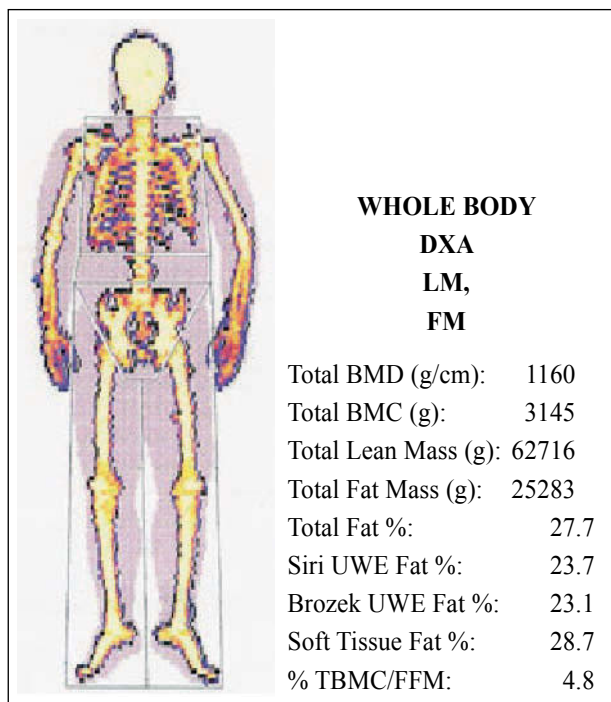 WHOLE BODY
DXA
LM,
FM
Total BMD (g/cm): 1160
Total BMC (g): 3145
Total Lean Mass (g): 62716
Total Fat Mass (g): 25283
Total Fat %: 27.7
Siri UWE Fat %: 23.7
Brozek UWE Fat %: 23.1
Soft Tissue Fat %: 28.7
% TBMC/FFM: 4.8